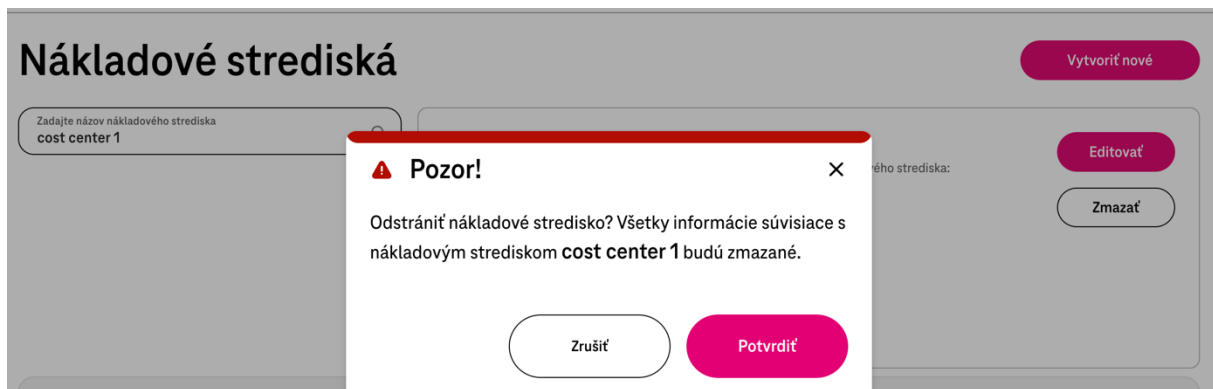 Nákladové strediská
Vytvoriť nové
Zadajte názov nákladového strediska
cost center 1
ého strediska:
Editovať
Zmazať
Pozor!
Odstrániť nákladové stredisko? Všetky informácie súvisiace s
nákladovým strediskom cost center 1 budú zmazané.
Zrušiť
Potvrdiť